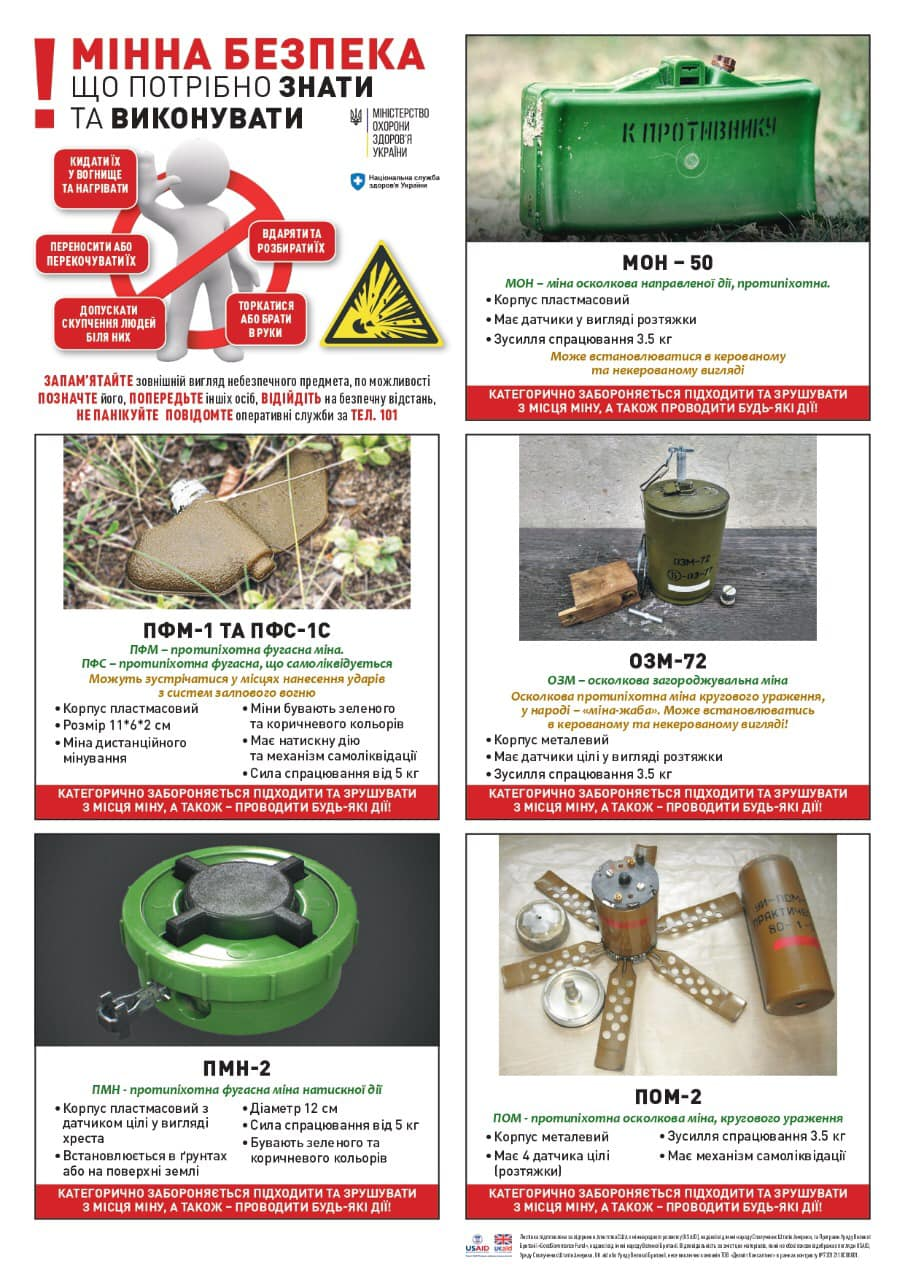 ! МІННА БЕЗПЕКА
ЩО ПОТРІБНО ЗНАТИ
ТА ВИКОНУВАТИ
МІНІСТЕРСТВО
ОХОРОНИ
ЗДОРОВ'Я
УКРАЇНИ
Національна служба
здоров'я України
КИДАТИ ЇХ
У ВОГНИЩЕ
ТА НАГРІВАТИ
ПЕРЕНОСИТИ АБО
ПЕРЕКОЧУВАТИ ЇХ
ВДАРЯТИ ТА
РОЗБИРАТИ ЇХ
ДОПУСКАТИ
СКУПЧЕННЯ ЛЮДЕЙ
БІЛЯ НИХ
ТОРКАТИСЯ
АБО БРАТИ
В РУКИ
ЗАПАМ'ЯТАЙТЕ зовнішній вигляд небезпечного предмета, по можливості
ПОЗНАЧТЕ його, ПОПЕРЕДЬТЕ інших осіб, ВІДІЙДІТЬ на безпечну відстань,
НЕ ПАНІКУЙТЕ ПОВІДОМТЕ оперативні служби за ТЕЛ. 101
К ПРОТИВНИКУ
МОН – 50
МОН – міна осколкова направленої дії, протипіхотна.
• Корпус пластмасовий
• Має датчики у вигляді розтяжки
• Зусилля спрацювання 3.5 кг
Може встановлюватися в керованому
та некерованому вигляді
КАТЕГОРИЧНО ЗАБОРОНЯЄТЬСЯ ПІДХОДИТИ ТА ЗРУШУВАТИ
З МІСЦЯ МІНУ, А ТАКОЖ ПРОВОДИТИ БУДЬ-ЯКІ ДІЇ!
ПФМ-1 ТА ПФС-1С
ПФМ – протипіхотна фугасна міна.
ПФС – протипіхотна фугасна, що самоліквідується
Можуть зустрічатися у місцях нанесення ударів
з систем залпового вогню
• Корпус пластмасовий
• Розмір 11*6*2 см
• Міна дистанційного
мінування
• Міни бувають зеленого
та коричневого кольорів
• Має натискну дію
та механізм самоліквідації
• Сила спрацювання від 5 кг
КАТЕГОРИЧНО ЗАБОРОНЯЄТЬСЯ ПІДХОДИТИ ТА ЗРУШУВАТИ
З МІСЦЯ МІНУ, А ТАКОЖ – ПРОВОДИТИ БУДЬ-ЯКІ ДІЇ!
ОЗМ-72
ОЗМ-72
ОЗМ – осколкова загороджувальна міна
Осколкова протипіхотна міна кругового ураження,
у народі – «міна-жаба». Може встановлюватись
в керованому та некерованому вигляді!
• Корпус металевий
• Має датчики цілі у вигляді розтяжки
• Зусилля спрацювання 3.5 кг
КАТЕГОРИЧНО ЗАБОРОНЯЄТЬСЯ ПІДХОДИТИ ТА ЗРУШУВАТИ
З МІСЦЯ МІНУ, А ТАКОЖ – ПРОВОДИТИ БУДЬ-ЯКІ ДІЇ!
ПМН-2
ПМН - протипіхотна фугасна міна натискної дії
• Корпус пластмасовий з
датчиком цілі у вигляді
хреста
• Встановлюється в ґрунтах
або на поверхні землі
• Діаметр 12 см
• Сила спрацювання від 5 кг
• Бувають зеленого та
коричневого кольорів
КАТЕГОРИЧНО ЗАБОРОНЯЄТЬСЯ ПІДХОДИТИ ТА ЗРУШУВАТИ
З МІСЦЯ МІНУ, А ТАКОЖ – ПРОВОДИТИ БУДЬ-ЯКІ ДІЇ!
ПОМ-2
ПОМ - протипіхотна осколкова міна, кругового ураження
• Корпус металевий
• Має 4 датчика цілі
(розтяжки)
• Зусилля спрацювання 3.5 кг
• Має механізм самоліквідації
КАТЕГОРИЧНО ЗАБОРОНЯЄТЬСЯ ПІДХОДИТИ ТА ЗРУШУВАТИ
З МІСЦЯ МІНУ, А ТАКОЖ – ПРОВОДИТИ БУДЬ-ЯКІ ДІЇ!
USAID
ukaid